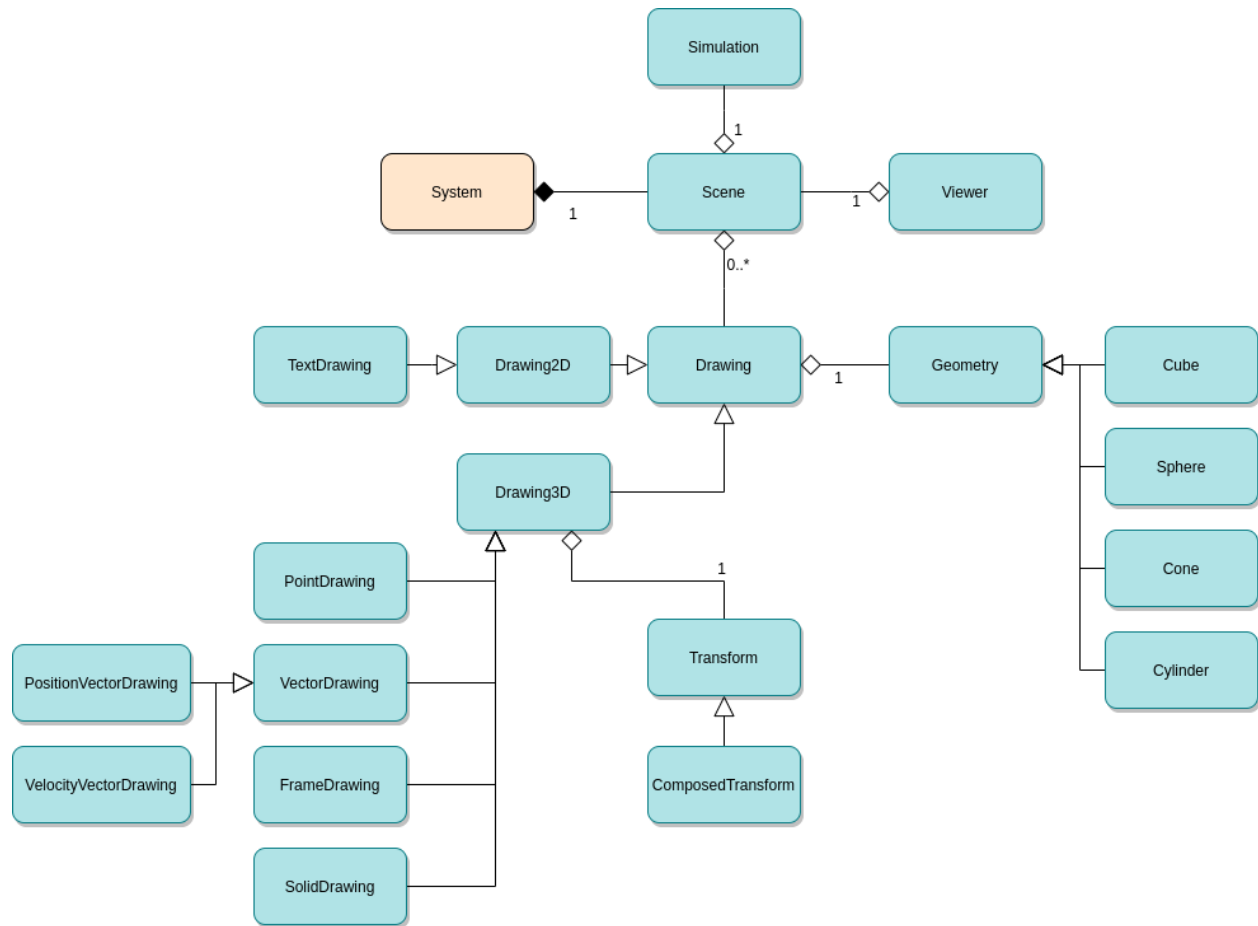 Simulation
1
System
1
Scene
1
Viewer
0..*
TextDrawing
Drawing2D
Drawing
1
Geometry
Cube
Sphere
Drawing3D
PointDrawing
1
Cone
PositionVectorDrawing
VectorDrawing
Transform
Cylinder
VelocityVectorDrawing
FrameDrawing
ComposedTransform
SolidDrawing